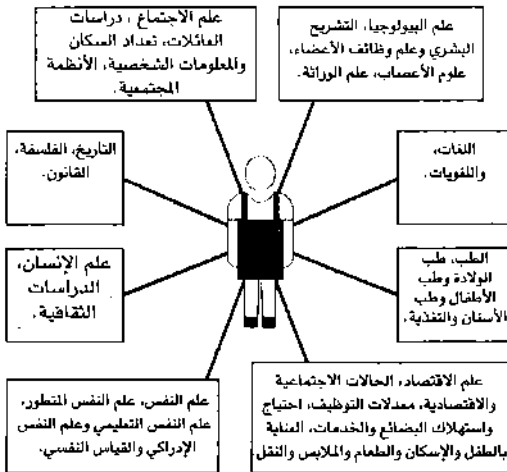 علم البيولوجيا، التشريح
البشري وعلم وظائف الأعضاء،
علوم الأعصاب، علم الوراثة.
علم الاجتماع، دراسات
العائلات، تعداد السكان
والمعلومات الشخصية، الأنظمة
المجتمعية.
اللغات،
واللغويات.
التاريخ، الفلسفة،
القانون.
الطب، طب
الولادة وطب
الأطفال وطب
الأسنان والتغذية.
علم الإنسان،
الدراسات
الثقافية.
علم الاقتصاد، الحالات الاجتماعية
والاقتصادية، معدلات التوظيف، احتياج
واستهلاك البضائع والخدمات، العناية
بالطفل والإسكان والطعام والملابس والنقل
علم النفس، علم النفس المتطور،
علم النفس التعليمي وعلم النفس
الإدراكي والقياس النفسي.